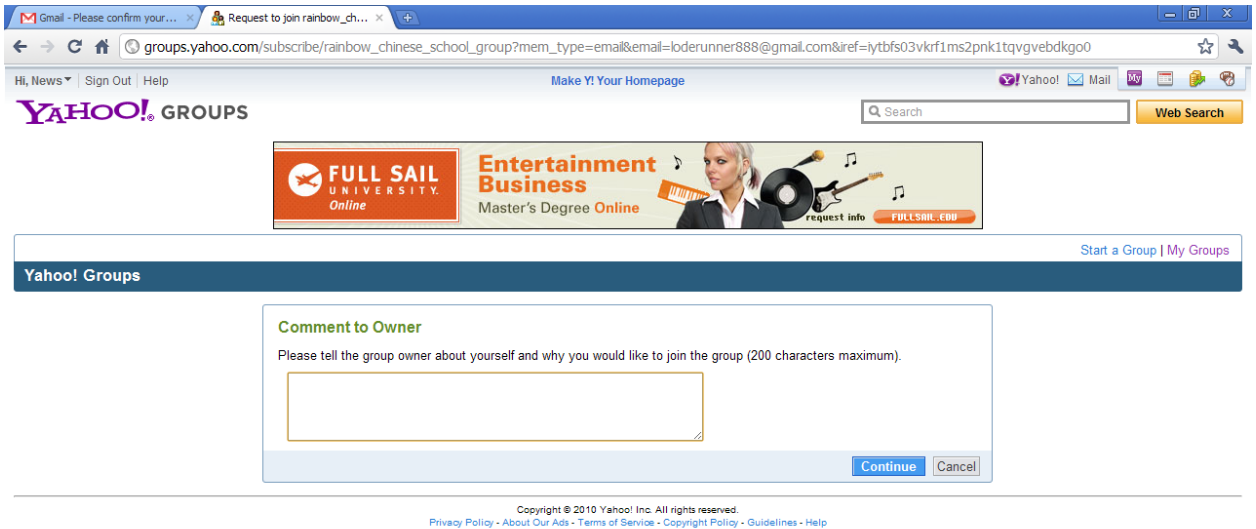 Gmail - Please confirm your...
Request to join rainbow_ch...
groups.yahoo.com/subscribe/rainbow_chinese_school_group?mem_type=email&email=loderunner888@gmail.com&iref=iytbfs03vkrf1ms2pnk1tqvgvebdkgo0
Hi, News Sign Out Help Make Y! Your Homepage Y! Yahoo! Mail My
YAHOO!® GROUPS Search Web Search
FULL SAIL
UNIVERSITY.
Online
Entertainment
Business
Master's Degree Online
request info FULLSAIL.EDU
Start a Group | My Groups
Yahoo! Groups
Comment to Owner
Please tell the group owner about yourself and why you would like to join the group (200 characters maximum).
Continue Cancel
Copyright © 2010 Yahoo! Inc. All rights reserved.
Privacy Policy - About Our Ads - Terms of Service - Copyright Policy - Guidelines - Help